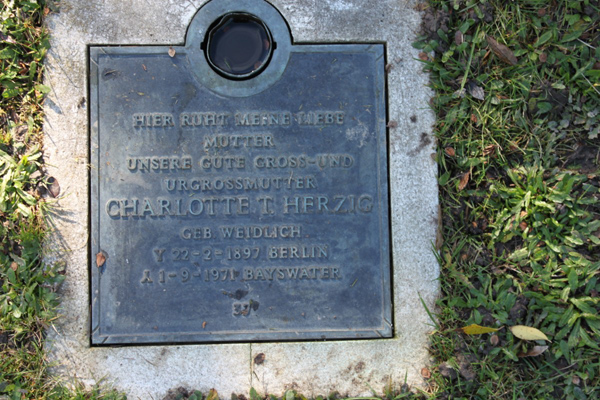 HIER RUHT MEINE LIEBE
MUTTER
UNSERE GUTE GROSS-UND
URGROSSMUTTER
CHARLOTTE T. HERZIG
GEB WEIDLICH.
ᛉ 22-2-1897 BERLIN
ᛣ 1-9-1971 BAYSWATER
37